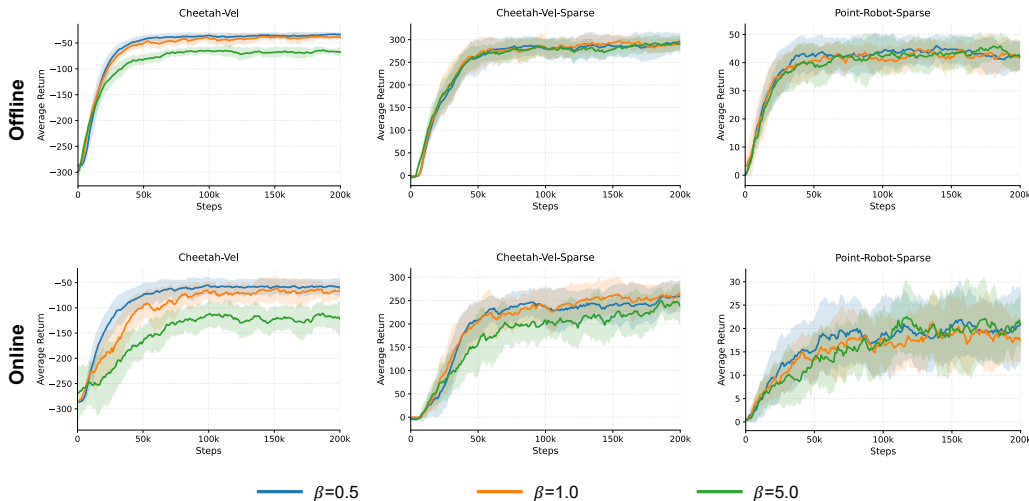 Cheetah-Vel
Cheetah-Vel-Sparse
Point-Robot-Sparse
Offline
Average Return
−50
−100
−150
−200
−250
−300
0
50k
100k
150k
200k
Steps
Average Return
300
250
200
150
100
50
0
0
50k
100k
150k
200k
Steps
Average Return
50
40
30
20
10
0
0
50k
100k
150k
200k
Steps
Cheetah-Vel
Cheetah-Vel-Sparse
Point-Robot-Sparse
Online
Average Return
−50
−100
−150
−200
−250
−300
0
50k
100k
150k
200k
Steps
Average Return
300
250
200
150
100
50
0
0
50k
100k
150k
200k
Steps
Average Return
30
25
20
15
10
5
0
0
50k
100k
150k
200k
Steps
β=0.5
β=1.0
β=5.0